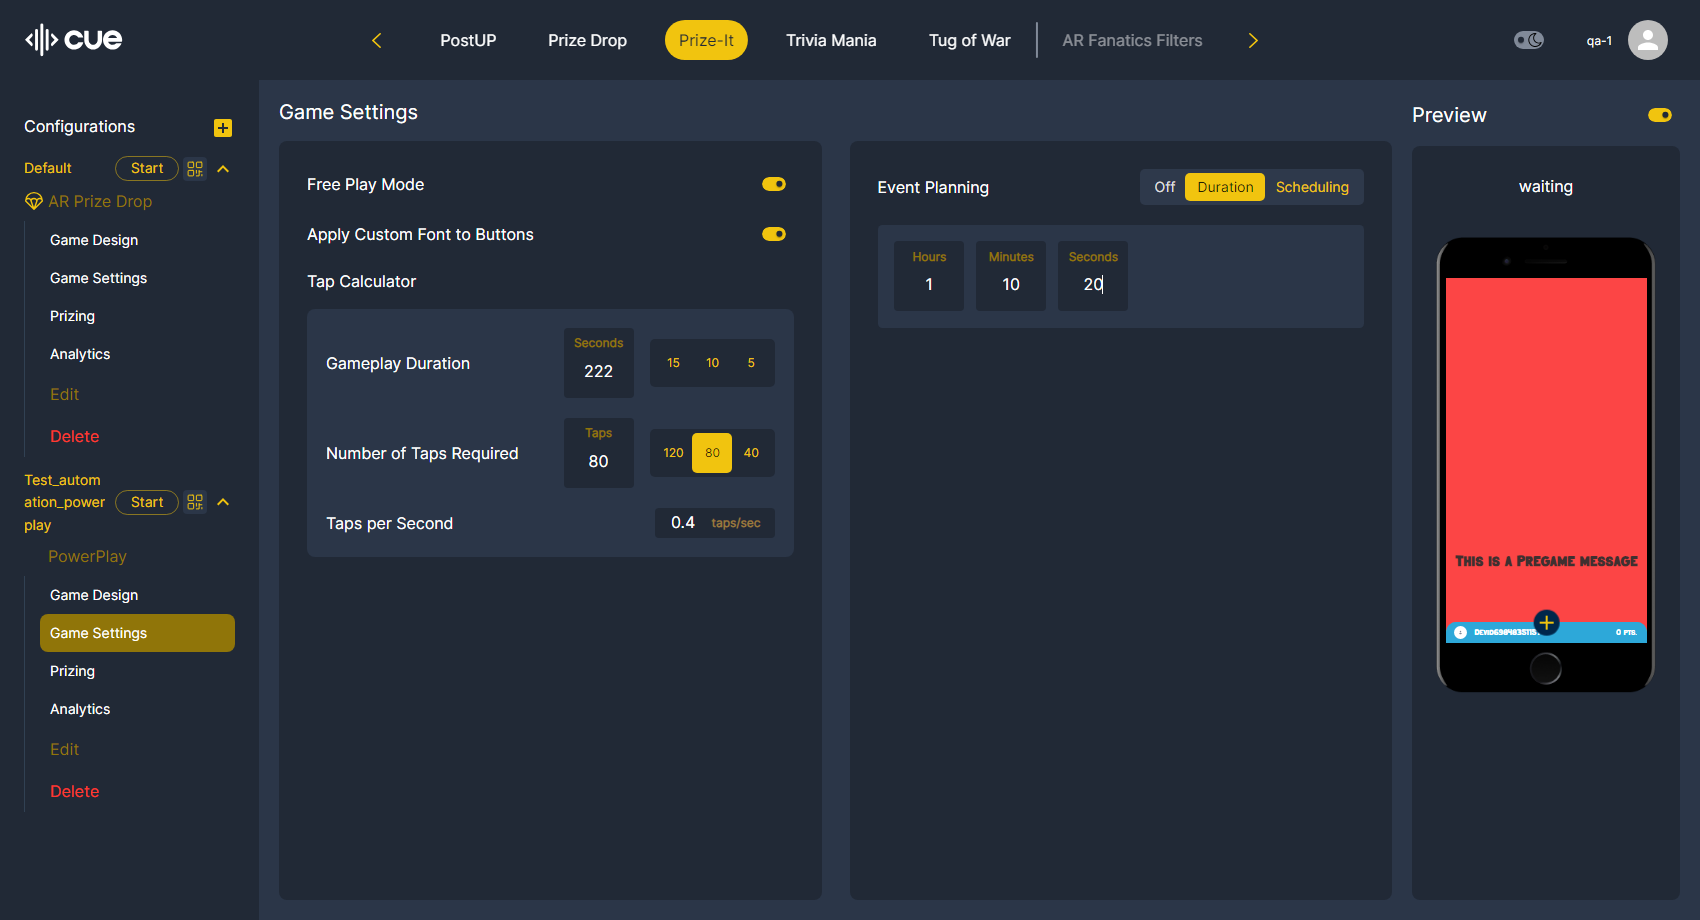 cue
PostUP
Prize Drop
Prize-It
Trivia Mania
Tug of War
AR Fanatics Filters
qa-1
Configurations
Default
Start
AR Prize Drop
Game Design
Game Settings
Prizing
Analytics
Edit
Delete
Test_autom
ation_power
play
Start
PowerPlay
Game Design
Game Settings
Prizing
Analytics
Edit
Delete
Game Settings
Free Play Mode
Apply Custom Font to Buttons
Tap Calculator
Gameplay Duration
Seconds
222
15 10 5
Number of Taps Required
Taps
80
120 80 40
Taps per Second
0.4 taps/sec
Event Planning
Off Duration Scheduling
Hours Minutes Seconds
1 10 20
Preview
waiting
This is a Pregame message
0 pts.